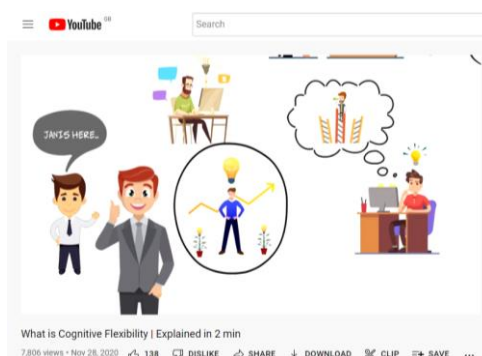 YouTube GB
Search
JANIS HERE..
What is Cognitive Flexibility | Explained in 2 min
7,806 views • Nov 28, 2020 138 DISLIKE SHARE DOWNLOAD CLIP SAVE ...